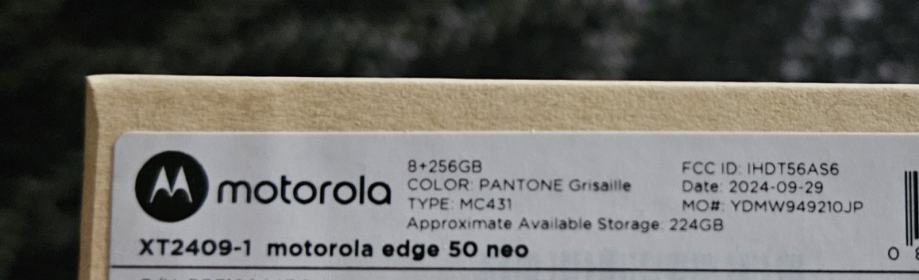 motorola
8+256GB
COLOR: PANTONE Grisaille
TYPE: MC431
Approximate Available Storage: 224GB
FCC ID: IHDT56AS6
Date: 2024-09-29
MO#: YDMW949210JP
XT2409-1 motorola edge 50 neo
0